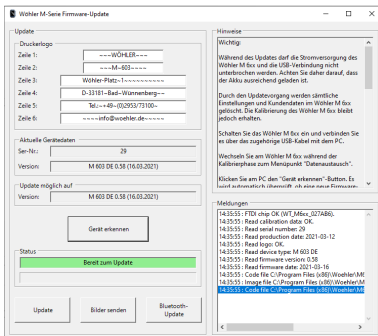 Wöhler M-Serie Firmware-Update
Update
Druckerlogo
Zeile 1:
~~~WÖHLER~~~
Zeile 2:
~~~M~603~~~~
Zeile 3:
Wöhler-Platz~1~~~~~~~~~~
Zeile 4:
D-33181~Bad~Wünnenberg~~
Zeile 5:
Tel.:~+49~(0)2953/73100~
Zeile 6:
~~~~info@woehler.de~~~~~
Aktuelle Gerätedaten
Ser-Nr.:
29
Version:
M 603 DE 0.58 (16.03.2021)
Update möglich auf
Version:
M 603 DE 0.58 (16.03.2021)
Gerät erkennen
Status
Bereit zum Update
Update
Bilder senden
Bluetooth-
Update
Hinweise
Wichtig:
Während des Updates darf die Stromversorgung des
Wöhler M 6xx und die USB-Verbindung nicht
unterbrochen werden. Achten Sie daher darauf, dass
der Akku ausreichend geladen ist.
Durch den Updatevorgang werden sämtliche
Einstellungen und Kundendaten im Wöhler M 6xx
gelöscht. Die Kalibrierung des Wöhler M 6xx bleibt
jedoch erhalten.
Schalten Sie das Wöhler M 6xx ein und verbinden Sie
es über das zugehörige USB-Kabel mit dem PC.
Wechseln Sie am Wöhler M 6xx während der
Kalibrierphase zum Menüpunkt "Datenaustausch".
Klicken Sie am PC den "Gerät erkennen"-Button. Es
wird automatisch überprüft, ob eine neue Firmware-
Meldungen
14:35:55 : FTDI chip OK (WT_M6xx_027AB6).
14:35:55 : Read calibration data: OK.
14:35:55 : Read serial number: 29
14:35:55 : Read production date: 2021-03-12
14:35:55 : Read logo: OK.
14:35:55 : Read device type: M 603 DE
14:35:55 : Read firmware version: 0.58
14:35:55 : Read firmware date: 2021-03-16
14:35:55 : Code file C:\Program Files (x86)\Woehler\M6
14:35:55 : Image file C:\Program Files (x86)\Woehler\M
14:35:55 : Code file C:\Program Files (x86)\Woehler\M6